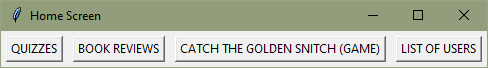 Home Screen
QUIZZES BOOK REVIEWS CATCH THE GOLDEN SNITCH (GAME) LIST OF USERS